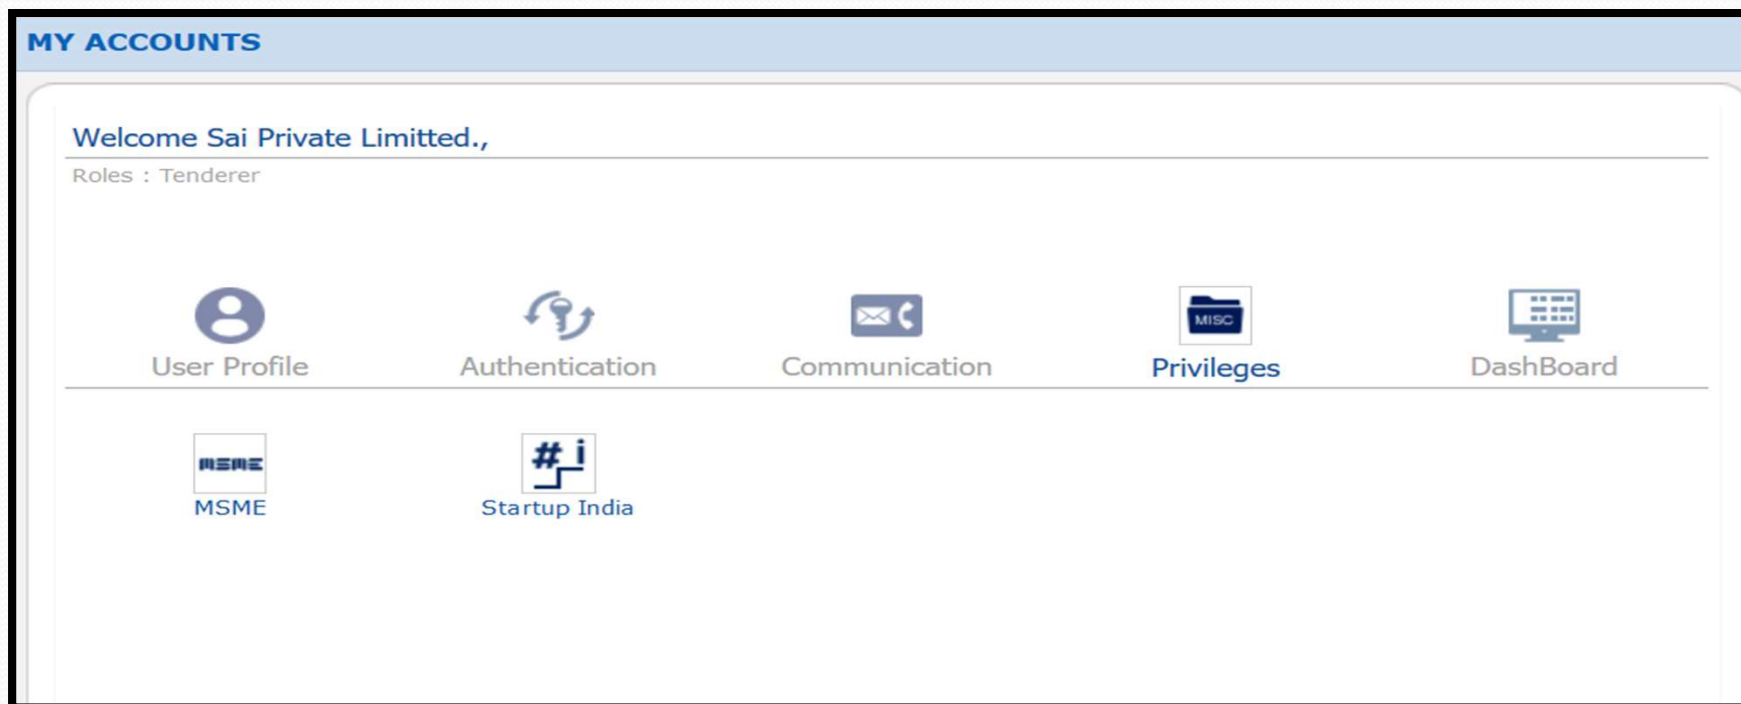 MY ACCOUNTS
Welcome Sai Private Limitted.,
Roles : Tenderer
MISC
User Profile Authentication Communication Privileges DashBoard
MSME # i
MSME Startup India